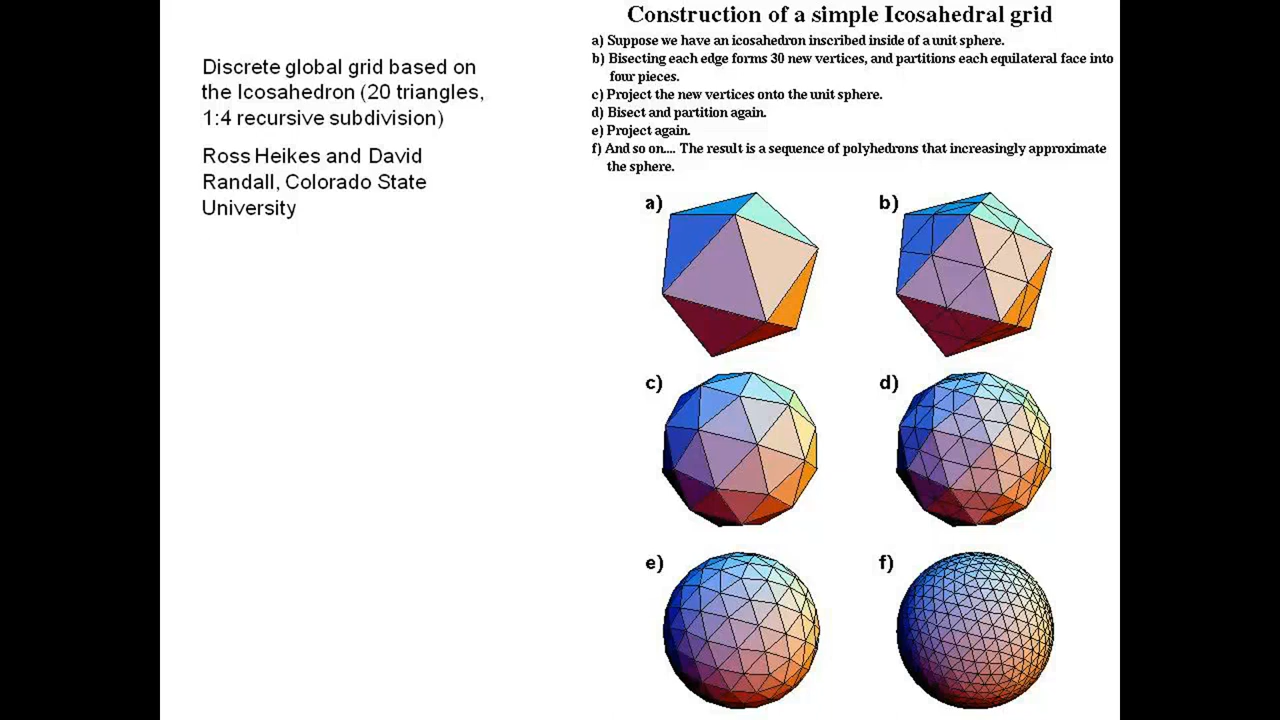 Construction of a simple Icosahedral grid
a) Suppose we have an icosahedron inscribed inside of a unit sphere.
b) Bisecting each edge forms 30 new vertices, and partitions each equilateral face into
four pieces.
c) Project the new vertices onto the unit sphere.
d) Bisect and partition again.
e) Project again.
f) And so on.... The result is a sequence of polyhedrons that increasingly approximate
the sphere.
Discrete global grid based on
the Icosahedron (20 triangles,
1:4 recursive subdivision)
Ross Heikes and David
Randall, Colorado State
University
a)
b)
c)
d)
e)
f)